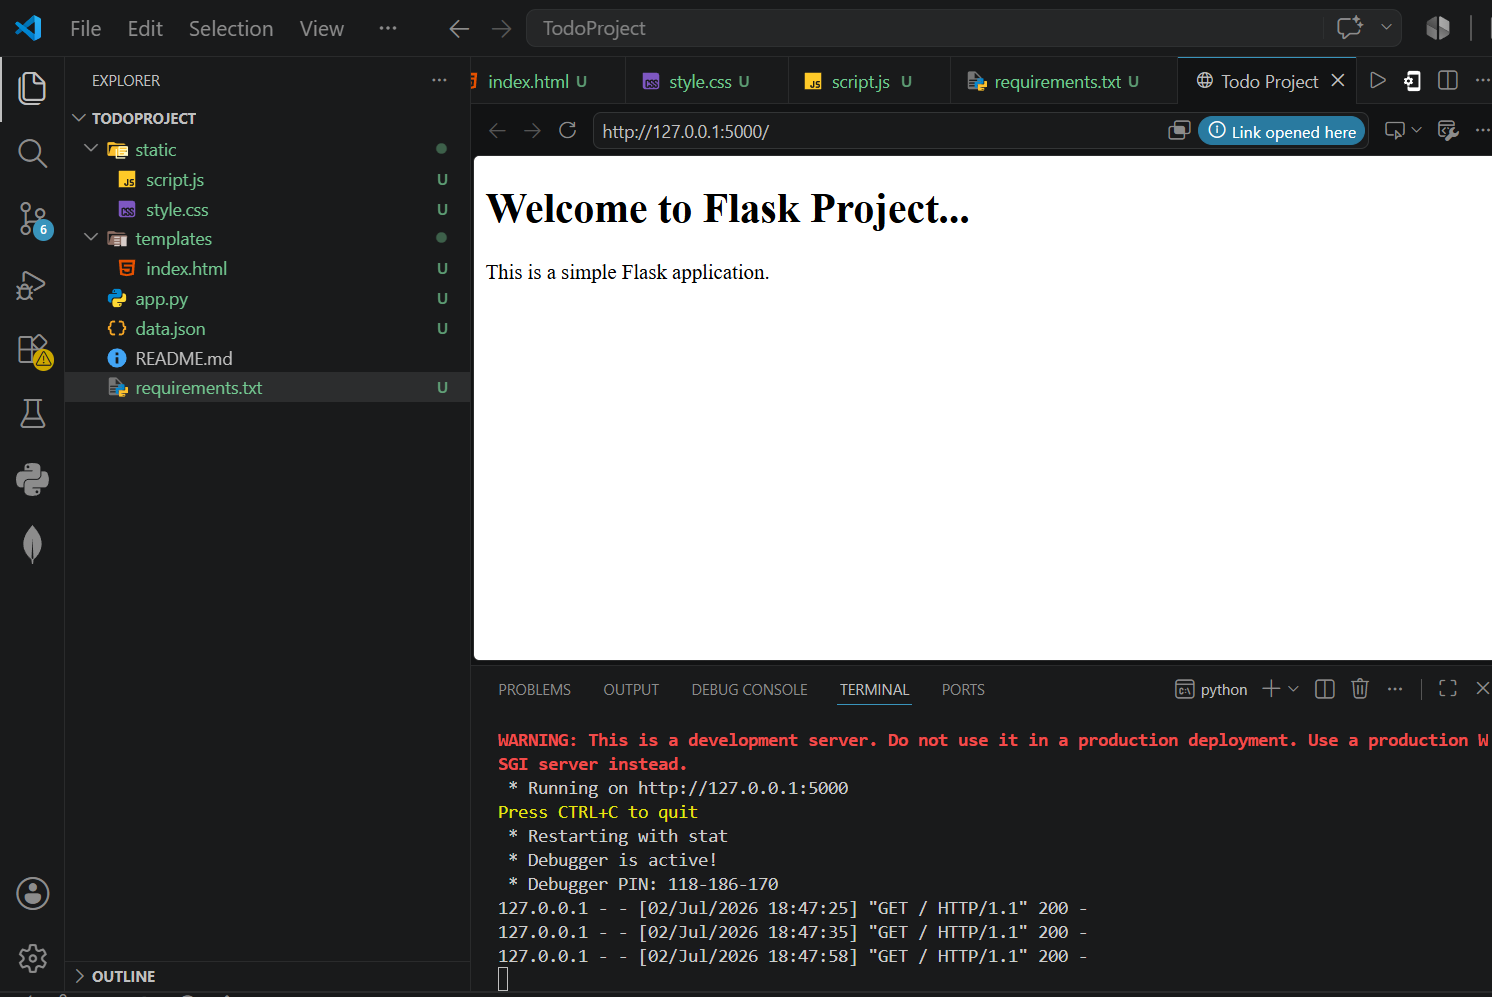 File Edit Selection View
TodoProject
EXPLORER
TODOPROJECT
static
script.js U
style.css U
templates
index.html U
app.py U
data.json U
README.md
requirements.txt U
6
OUTLINE
index.html U
style.css U
script.js U
requirements.txt U
Todo Project
http://127.0.0.1:5000/
Link opened here
Welcome to Flask Project...
This is a simple Flask application.
PROBLEMS OUTPUT DEBUG CONSOLE TERMINAL PORTS
python
WARNING: This is a development server. Do not use it in a production deployment. Use a production W
SGI server instead.
* Running on http://127.0.0.1:5000
Press CTRL+C to quit
* Restarting with stat
* Debugger is active!
* Debugger PIN: 118-186-170
127.0.0.1 - - [02/Jul/2026 18:47:25] "GET / HTTP/1.1" 200 -
127.0.0.1 - - [02/Jul/2026 18:47:35] "GET / HTTP/1.1" 200 -
127.0.0.1 - - [02/Jul/2026 18:47:58] "GET / HTTP/1.1" 200 -